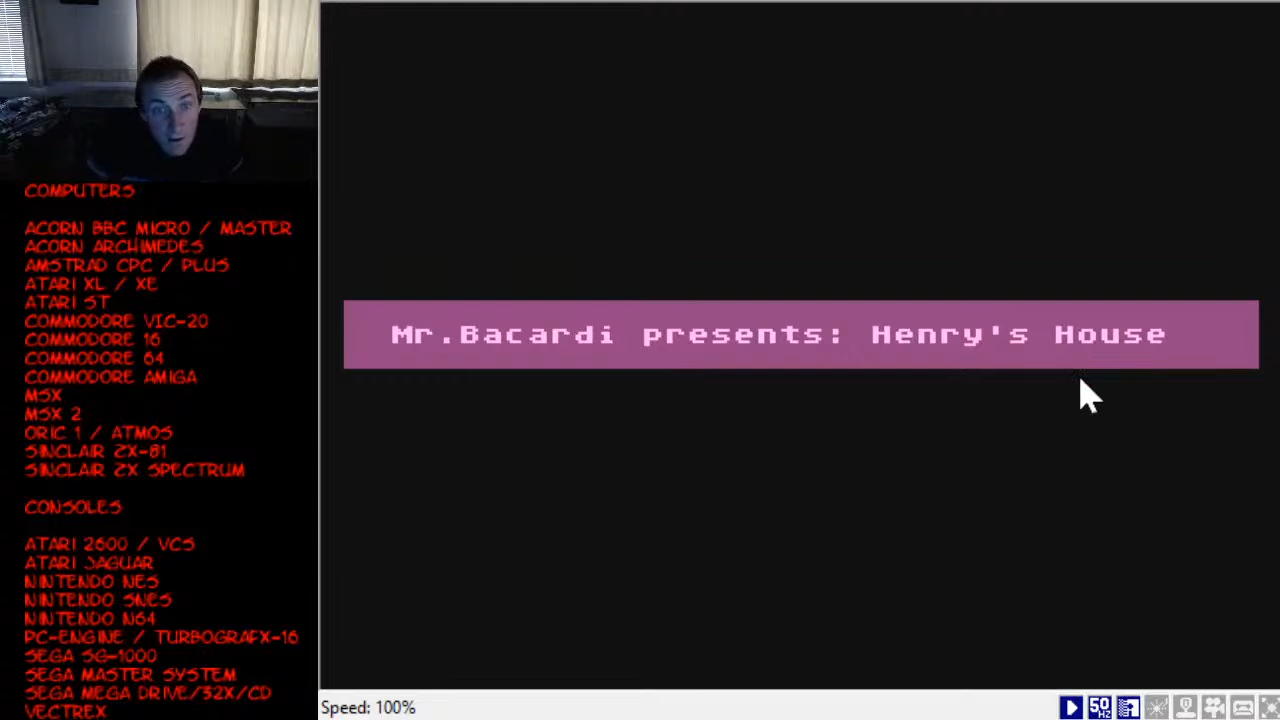 COMPUTERS
ACORN BBC MICRO / MASTER
ACORN ARCHIMEDES
AMSTRAD CPC / PLUS
ATARI XL / XE
ATARI ST
COMMODORE VIC-20
COMMODORE 16
COMMODORE 64
COMMODORE AMIGA
MSX
MSX 2
ORIC 1 / ATMOS
SINCLAIR ZX-81
SINCLAIR ZX SPECTRUM
CONSOLES
ATARI 2600 / VCS
ATARI JAGUAR
NINTENDO NES
NINTENDO SNES
NINTENDO N64
PC-ENGINE / TURBOGRAFX-16
SEGA SG-1000
SEGA MASTER SYSTEM
SEGA MEGA DRIVE/32X/CD
VECTREX
Mr.Bacardi presents: Henry's House
Speed: 100%
50
HZ